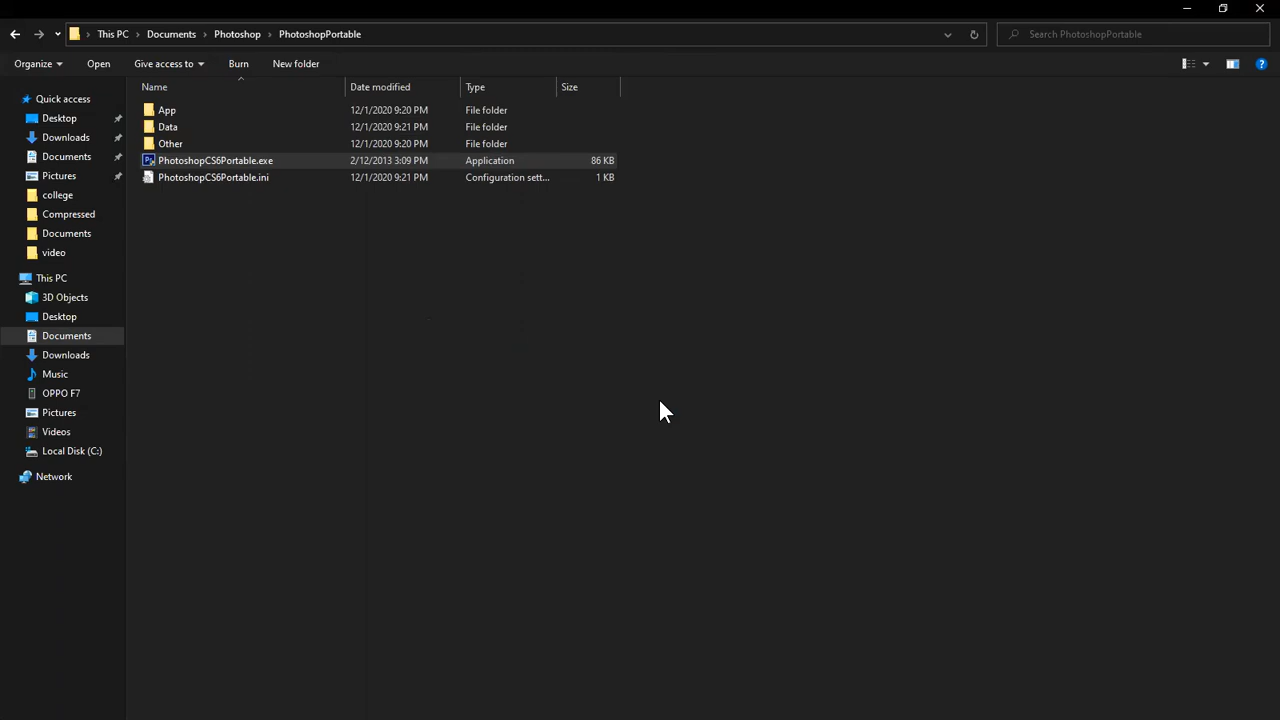 This PC > Documents > Photoshop > PhotoshopPortable
Search PhotoshopPortable
Organize Open Give access to Burn New folder
Name Date modified Type Size
Quick access
Desktop
Downloads
Documents
Pictures
college
Compressed
Documents
video
This PC
3D Objects
Desktop
Documents
Downloads
Music
OPPO F7
Pictures
Videos
Local Disk (C:)
Network
App 12/1/2020 9:20 PM File folder
Data 12/1/2020 9:21 PM File folder
Other 12/1/2020 9:20 PM File folder
PhotoshopCS6Portable.exe 2/12/2013 3:09 PM Application 86 KB
PhotoshopCS6Portable.ini 12/1/2020 9:21 PM Configuration sett... 1 KB